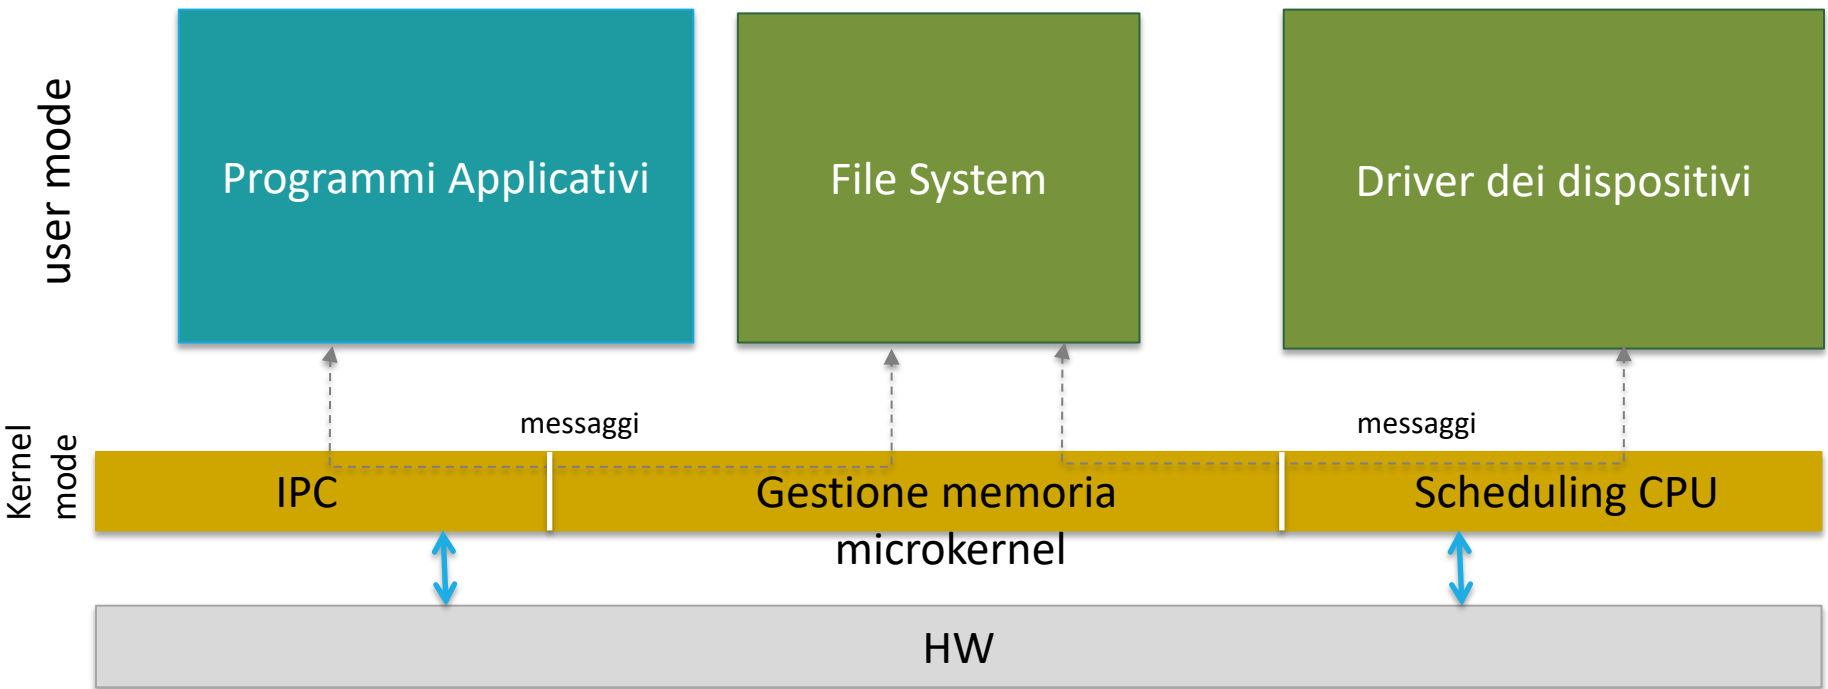 user mode
Programmi Applicativi
File System
Driver dei dispositivi
messaggi
messaggi
Kernel
mode
IPC
Gestione memoria
Scheduling CPU
microkernel
HW